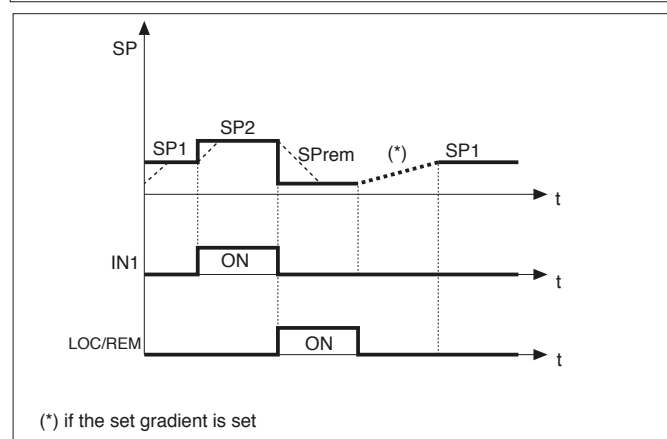 SP
SP1
SP2
SPrem
(*)
SP1
t
IN1
ON
t
LOC/REM
ON
t
(*) if the set gradient is set